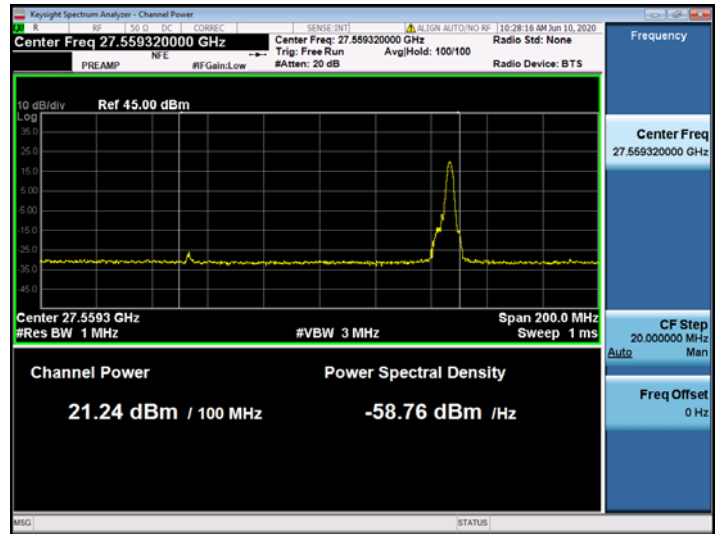 Keysight Spectrum Analyzer - Channel Power
R RF 50 Ω DC CORREC SENSE:INT ALIGN AUTO/NO RF 10:28:16 AM Jun 10, 2020
Center Freq 27.559320000 GHz
NFE
PREAMP #IFGain:Low
Center Freq: 27.559320000 GHz
Trig: Free Run Avg|Hold: 100/100
#Atten: 20 dB
Radio Std: None
Radio Device: BTS
10 dB/div Ref 45.00 dBm
Log
35.0
25.0
15.0
5.00
-5.00
-15.0
-25.0
-35.0
-45.0
Center 27.5593 GHz Span 200.0 MHz
#Res BW 1 MHz #VBW 3 MHz Sweep 1 ms
Channel Power Power Spectral Density
21.24 dBm / 100 MHz -58.76 dBm /Hz
Frequency
Center Freq
27.559320000 GHz
CF Step
20.000000 MHz
Auto Man
Freq Offset
0 Hz
MSG STATUS